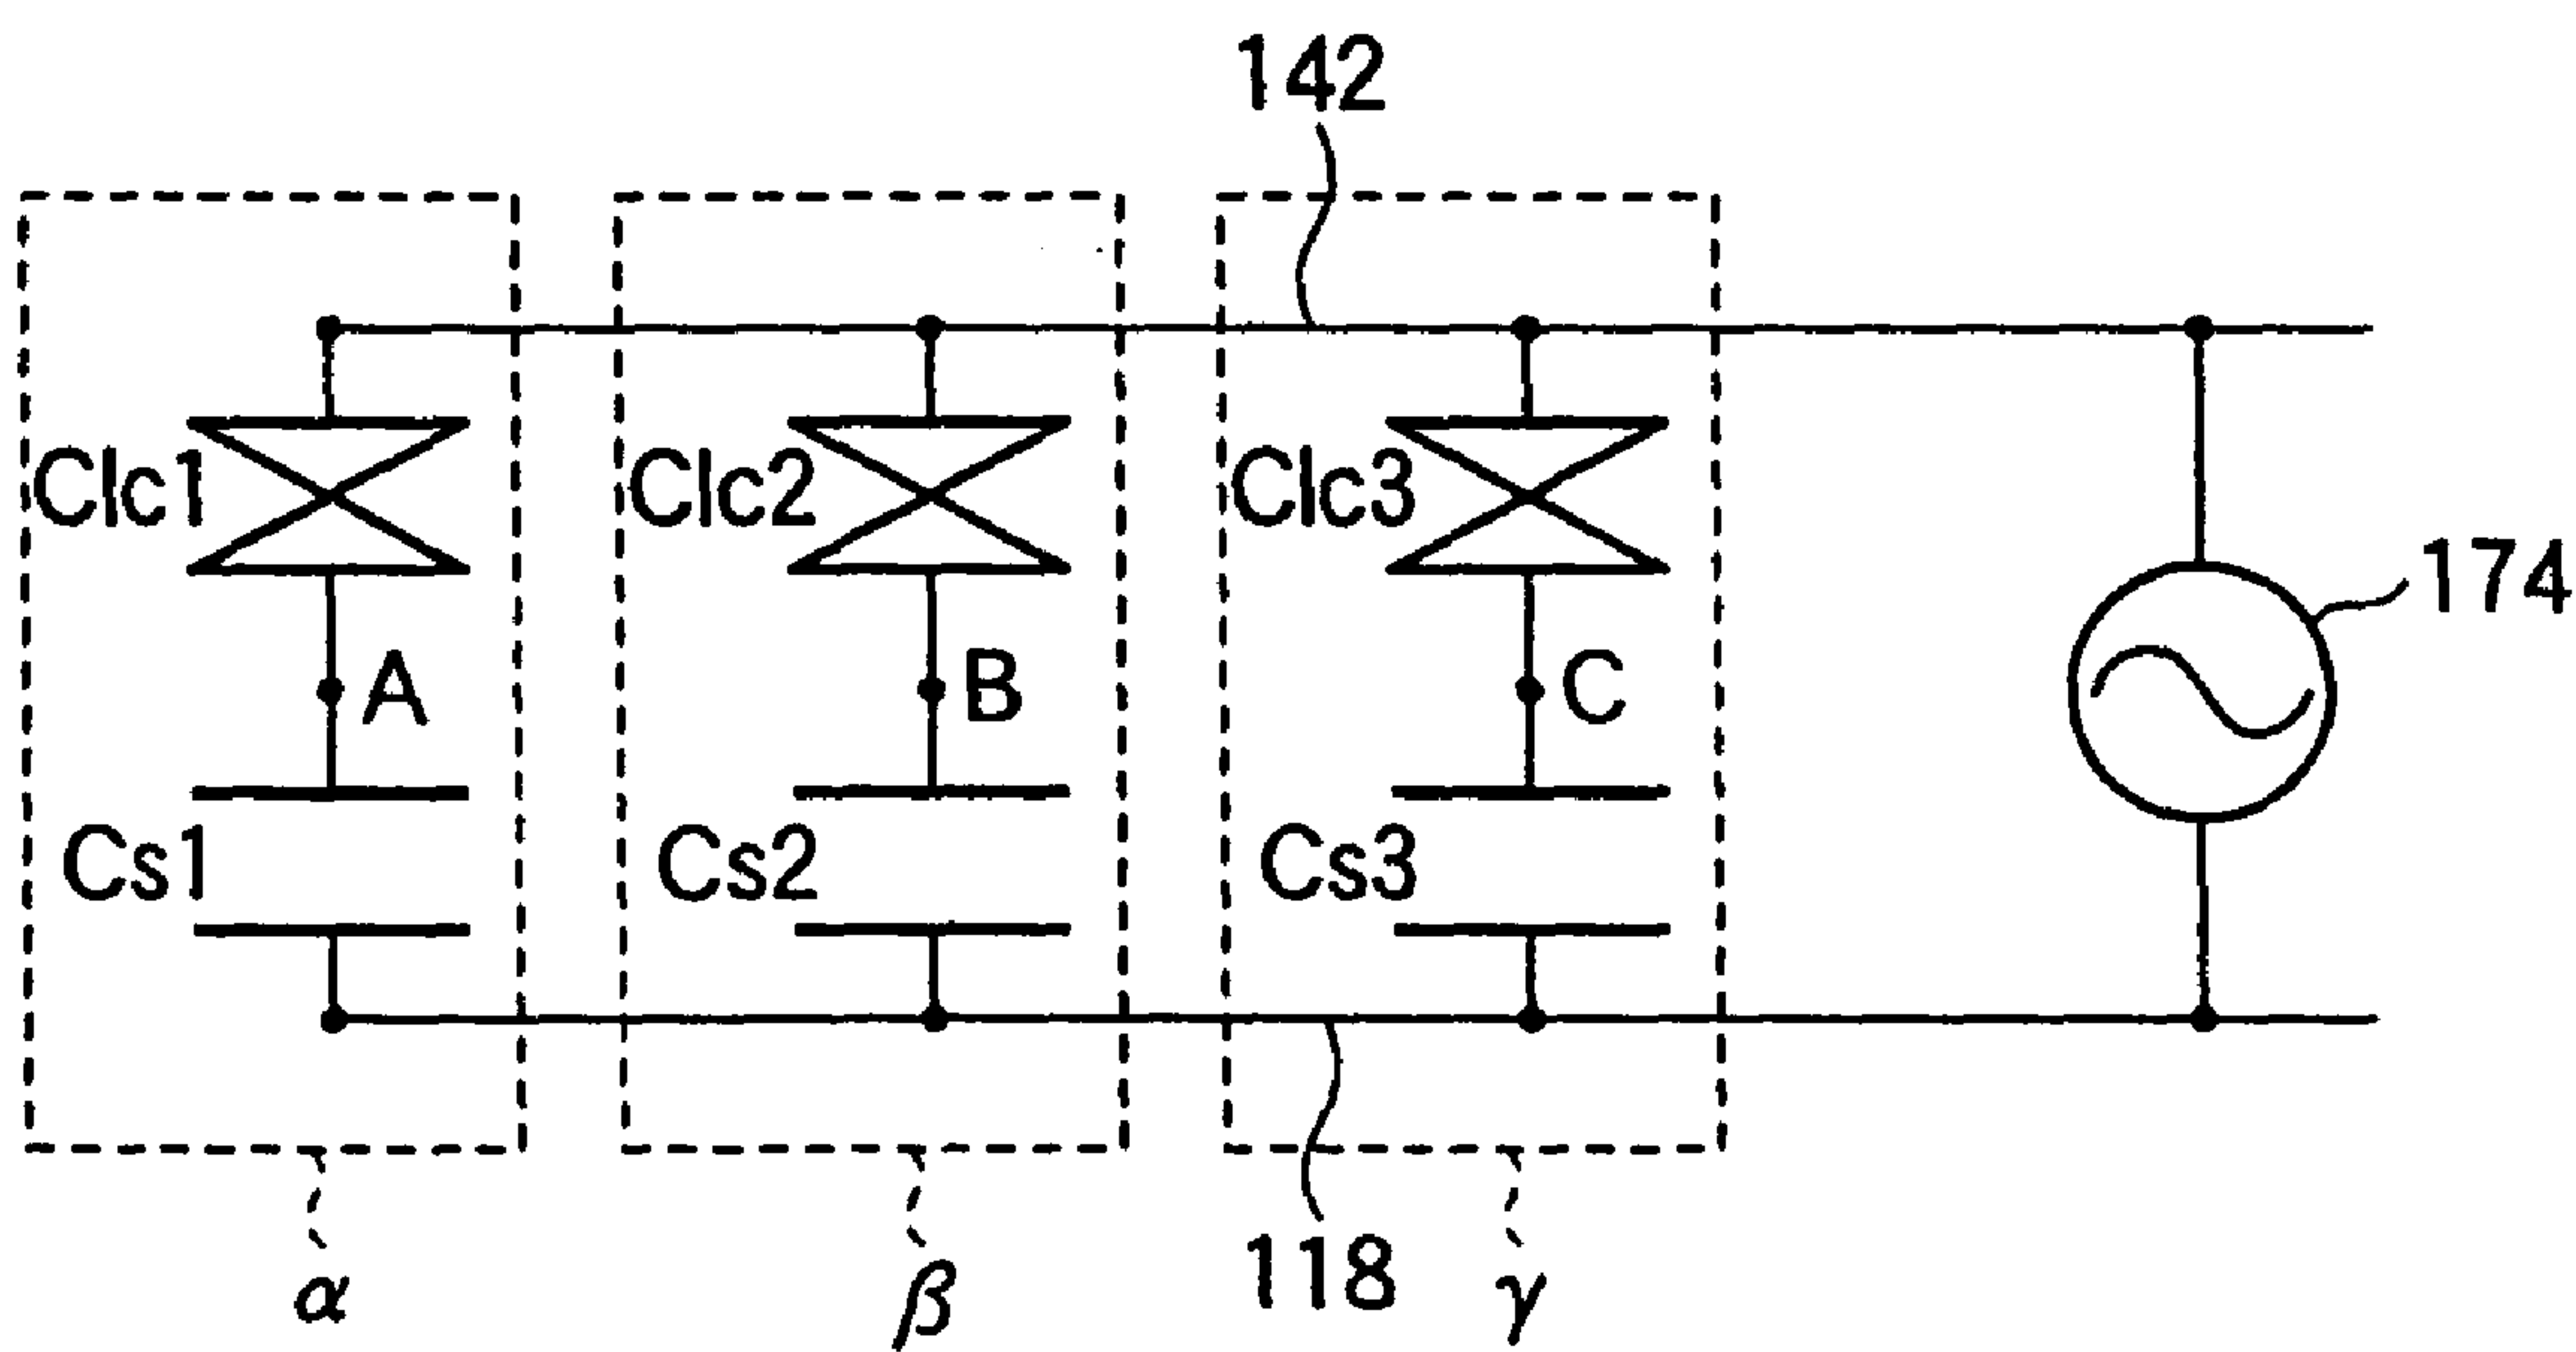 142
Clc1 Clc2 Clc3
174
A B C
Cs1 Cs2 Cs3
118
α β γ